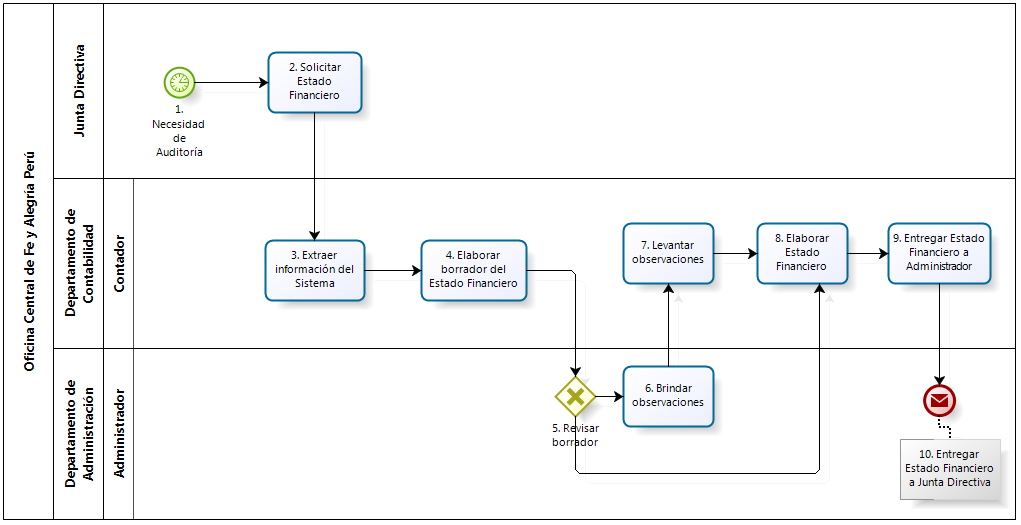 Oficina Central de Fe y Alegría Perú
Junta Directiva
1.
Necesidad
de
Auditoría
2. Solicitar
Estado
Financiero
Departamento de
Contabilidad
Contador
3. Extraer
información del
Sistema
4. Elaborar
borrador del
Estado Financiero
7. Levantar
observaciones
8. Elaborar
Estado
Financiero
9. Entregar Estado
Financiero a
Administrador
Departamento de
Administración
Administrador
5. Revisar
borrador
6. Brindar
observaciones
10. Entregar
Estado Financiero
a Junta Directiva